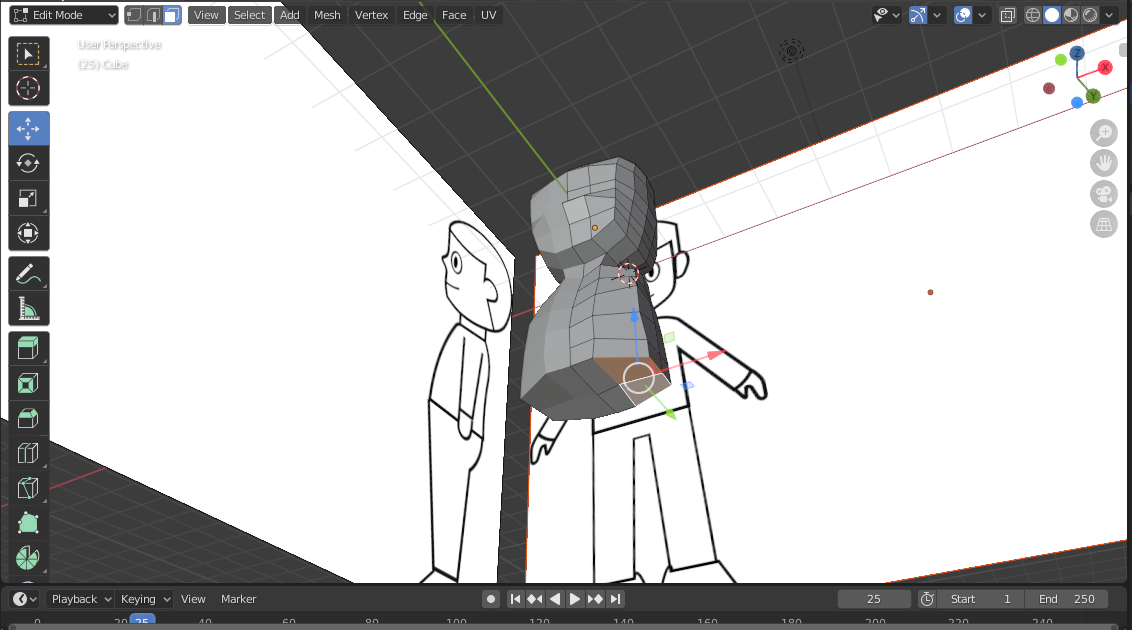 Edit Mode View Select Add Mesh Vertex Edge Face UV
User Perspective
(25) Cube
Z X Y
Playback Keying View Marker 25 Start 1 End 250
0 20 25 40 60 80 100 120 140 160 180 200 220 240